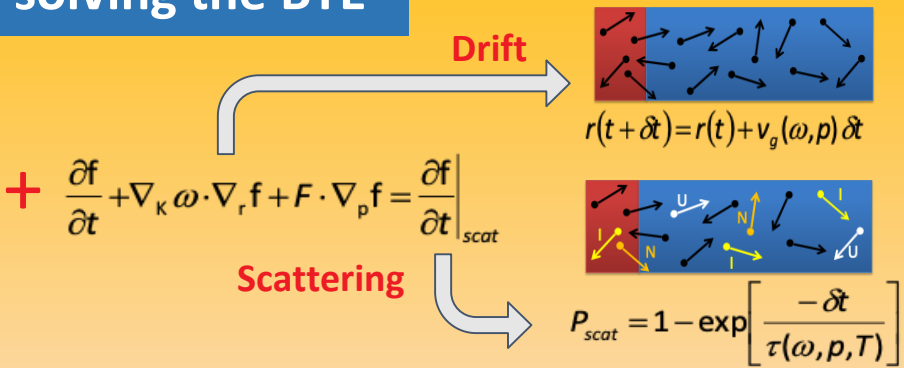 solving the BTE
Drift
r(t + δt) = r(t) + v_g(ω,p) δt
+ ∂f/∂t + ∇_K ω · ∇_r f + F · ∇_p f = ∂f/∂t |_scat
U
I
N
I
N
I
U
Scattering
P_scat = 1 − exp[ −δt / τ(ω,p,T) ]